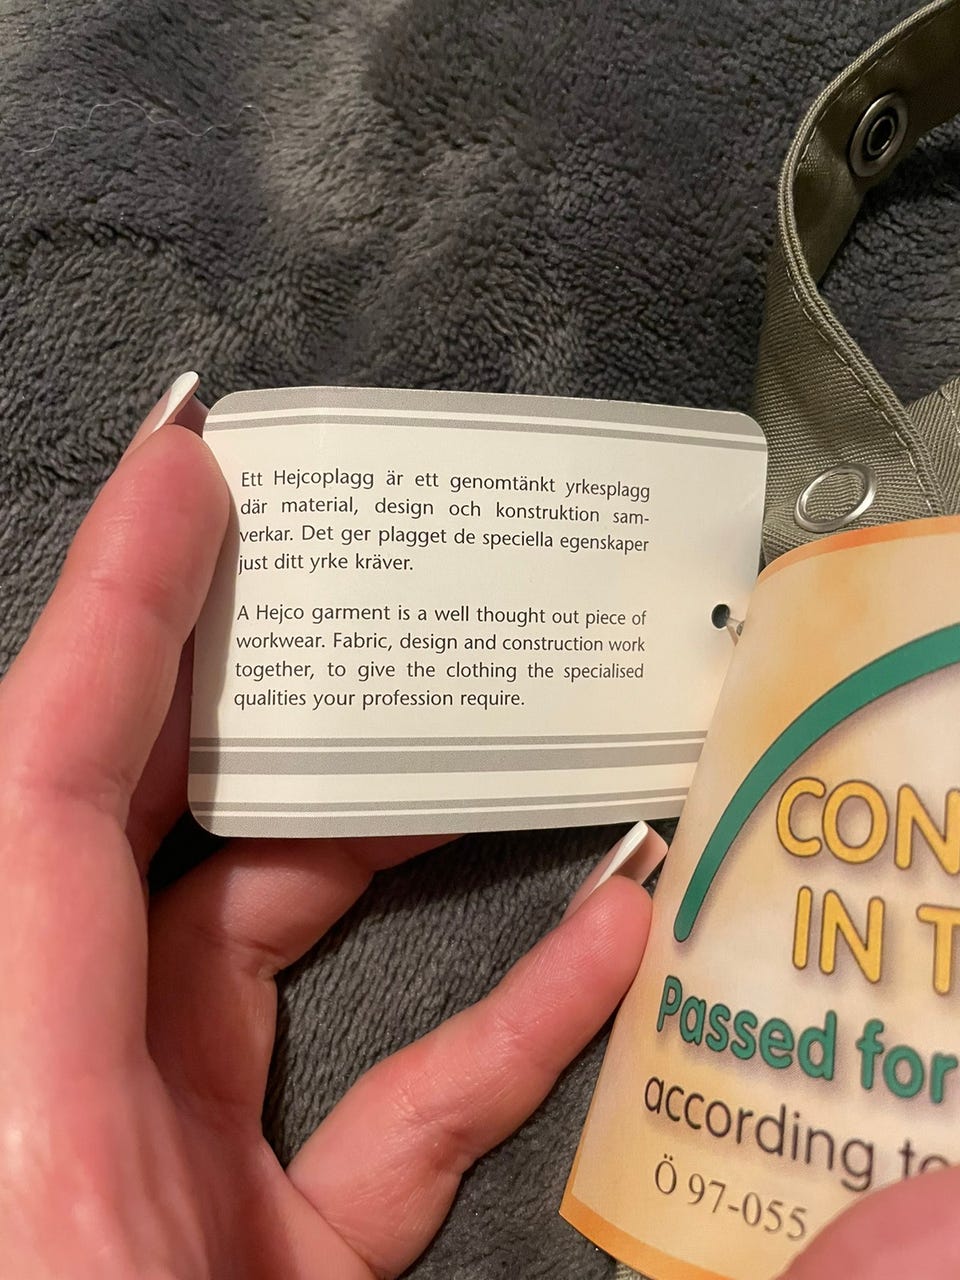 Ett Hejcoplagg är ett genomtänkt yrkesplagg
där material, design och konstruktion sam-
verkar. Det ger plagget de speciella egenskaper
just ditt yrke kräver.
A Hejco garment is a well thought out piece of
workwear. Fabric, design and construction work
together, to give the clothing the specialised
qualities your profession require.
CON
IN T
Passed for
according to
Ö 97-055